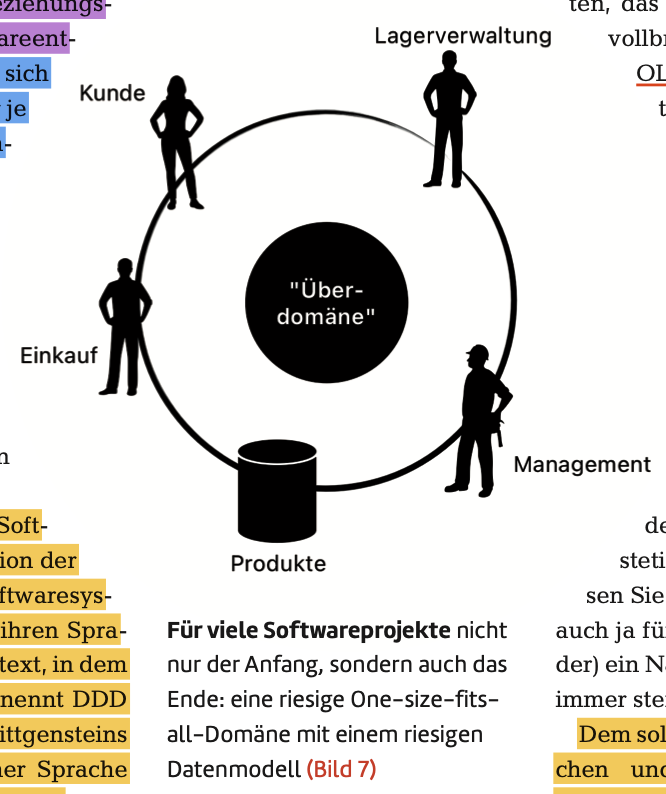 eziehungs-
areent-
sich
je
-
ten, das
vollbr
OL
t
Lagerverwaltung
Kunde
"Über-
domäne"
Einkauf
Management
Produkte
n
Soft-
ion der
ftwaresys-
ihren Spra-
text, in dem
nennt DDD
ittgensteins
ner Sprache
Für viele Softwareprojekte nicht
nur der Anfang, sondern auch das
Ende: eine riesige One-size-fits-
all-Domäne mit einem riesigen
Datenmodell (Bild 7)
de
steti
sen Sie
auch ja fü
der) ein N
immer ste
Dem sol
chen und